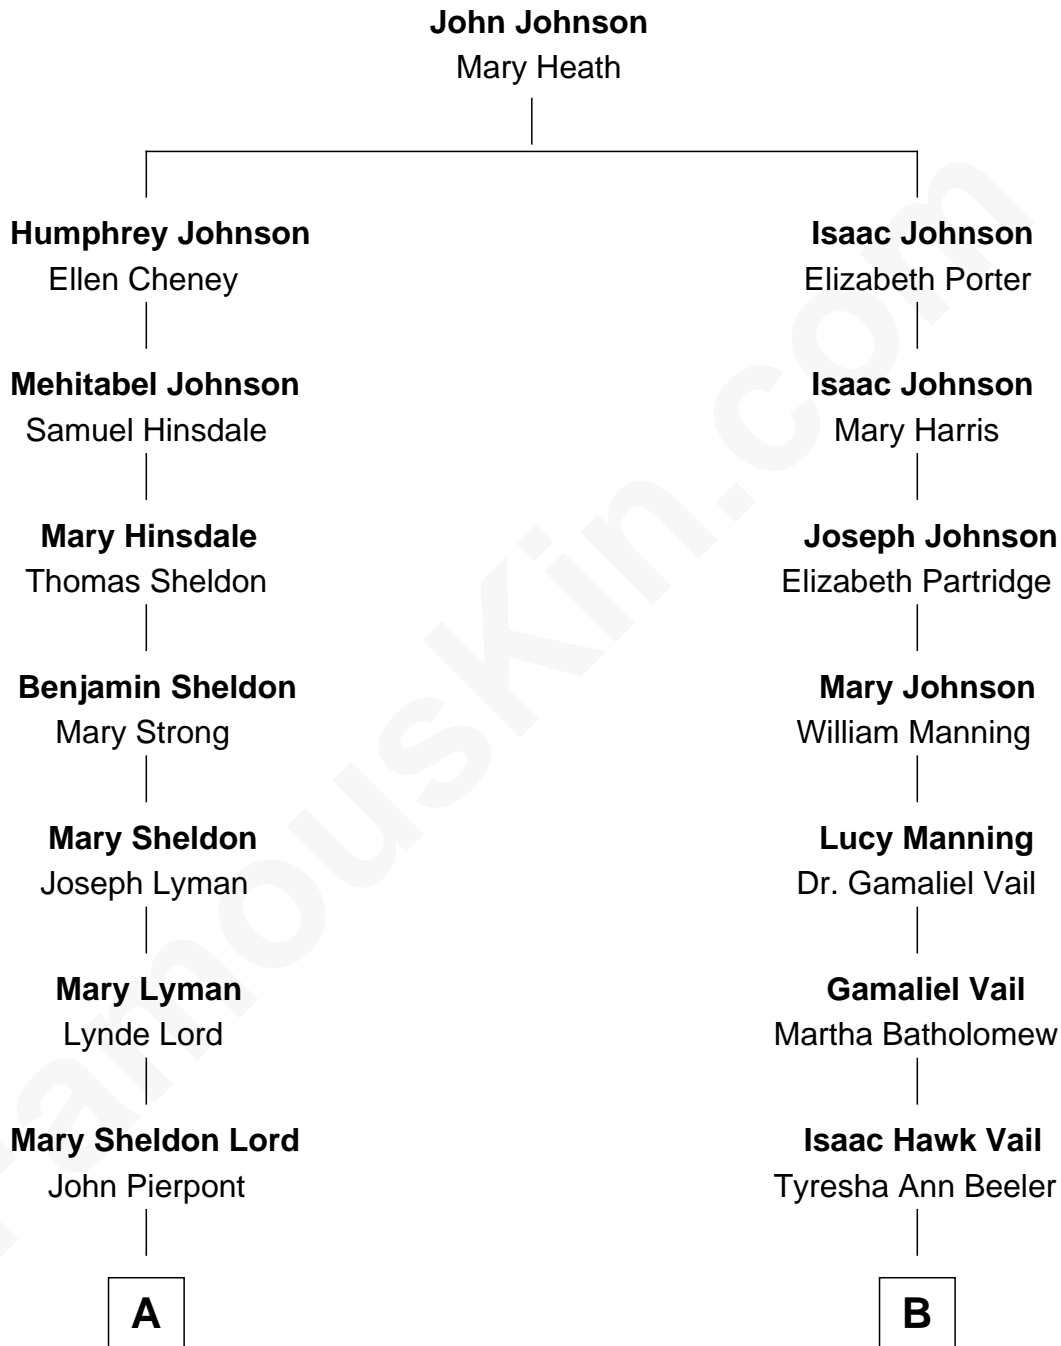 John Johnson
Mary Heath
Humphrey Johnson
Ellen Cheney
Isaac Johnson
Elizabeth Porter
Mehitabel Johnson
Samuel Hinsdale
Isaac Johnson
Mary Harris
Mary Hinsdale
Thomas Sheldon
Joseph Johnson
Elizabeth Partridge
Benjamin Sheldon
Mary Strong
Mary Johnson
William Manning
Mary Sheldon
Joseph Lyman
Lucy Manning
Dr. Gamaliel Vail
Mary Lyman
Lynde Lord
Gamaliel Vail
Martha Batholomew
Mary Sheldon Lord
John Pierpont
Isaac Hawk Vail
Tyresha Ann Beeler
A
B
FamousKin.com